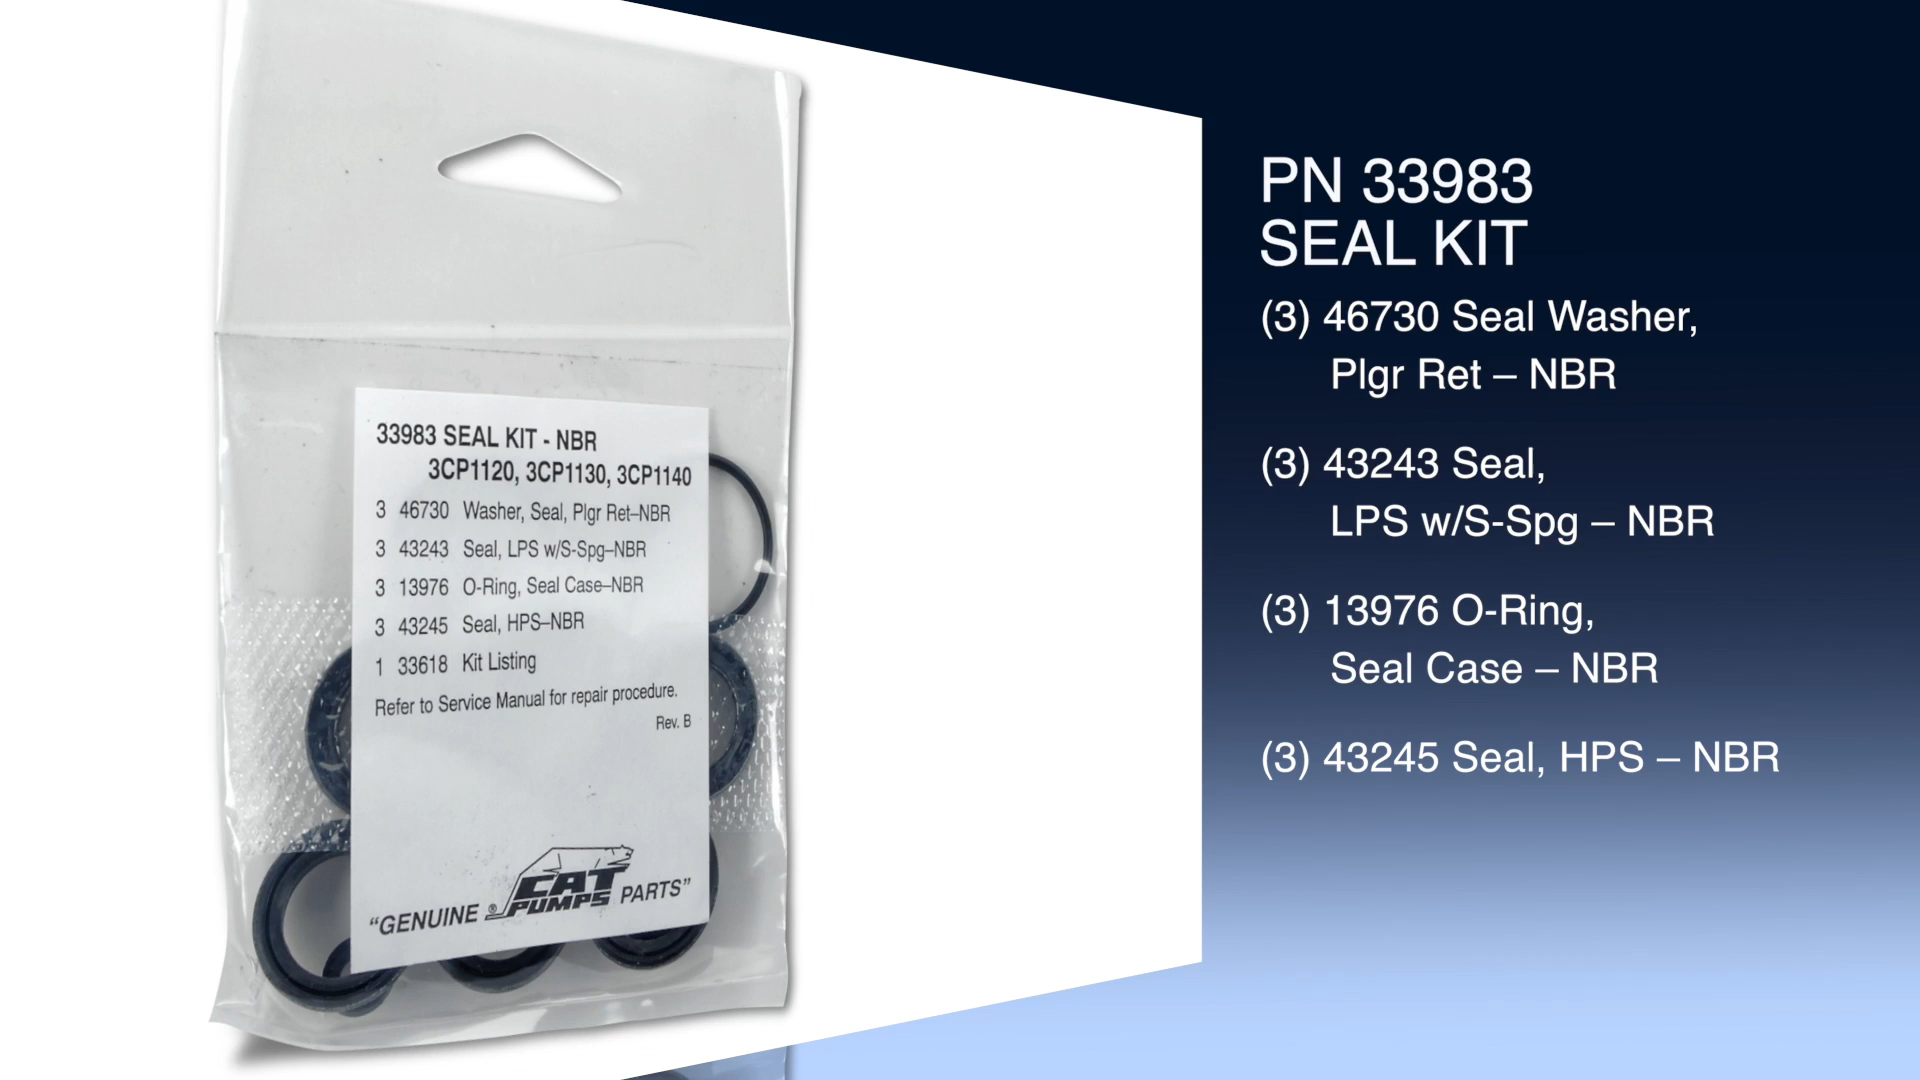 33983 SEAL KIT - NBR
3CP1120, 3CP1130, 3CP1140
3 46730 Washer, Seal, Plgr Ret–NBR
3 43243 Seal, LPS w/S-Spg–NBR
3 13976 O-Ring, Seal Case–NBR
3 43245 Seal, HPS–NBR
1 33618 Kit Listing
Refer to Service Manual for repair procedure.
Rev. B
“GENUINE ® CAT PUMPS PARTS”
PN 33983
SEAL KIT
(3) 46730 Seal Washer,
Plgr Ret – NBR
(3) 43243 Seal,
LPS w/S-Spg – NBR
(3) 13976 O-Ring,
Seal Case – NBR
(3) 43245 Seal, HPS – NBR